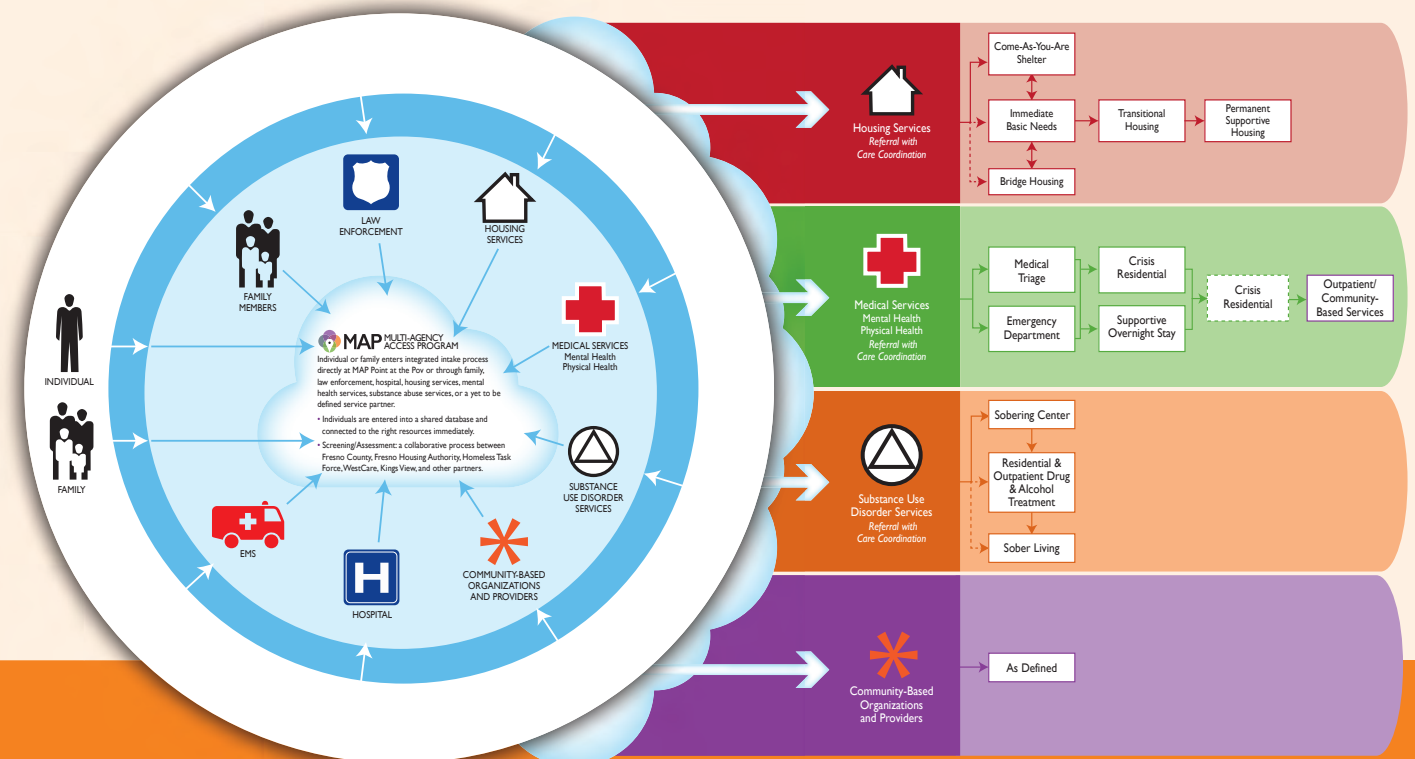 INDIVIDUAL
FAMILY
LAW
ENFORCEMENT
HOUSING
SERVICES
FAMILY
MEMBERS
MEDICAL SERVICES
Mental Health
Physical Health
SUBSTANCE
USE DISORDER
SERVICES
COMMUNITY-BASED
ORGANIZATIONS
AND PROVIDERS
H
HOSPITAL
EMS
MAP MULTI-AGENCY
ACCESS PROGRAM
Individual or family enters integrated intake process
directly at MAP Point at the Pov or through family,
law enforcement, hospital, housing services, mental
health services, substance abuse services, or a yet to be
defined service partner.
• Individuals are entered into a shared database and
connected to the right resources immediately.
• Screening/Assessment: a collaborative process between
Fresno County, Fresno Housing Authority, Homeless Task
Force, WestCare, Kings View, and other partners.
Housing Services
Referral with
Care Coordination
Come-As-You-Are
Shelter
Immediate
Basic Needs
Transitional
Housing
Permanent
Supportive
Housing
Bridge Housing
Medical Services
Mental Health
Physical Health
Referral with
Care Coordination
Medical
Triage
Emergency
Department
Crisis
Residential
Supportive
Overnight Stay
Crisis
Residential
Outpatient/
Community-
Based Services
Substance Use
Disorder Services
Referral with
Care Coordination
Sobering Center
Residential &
Outpatient Drug
& Alcohol
Treatment
Sober Living
Community-Based
Organizations
and Providers
As Defined